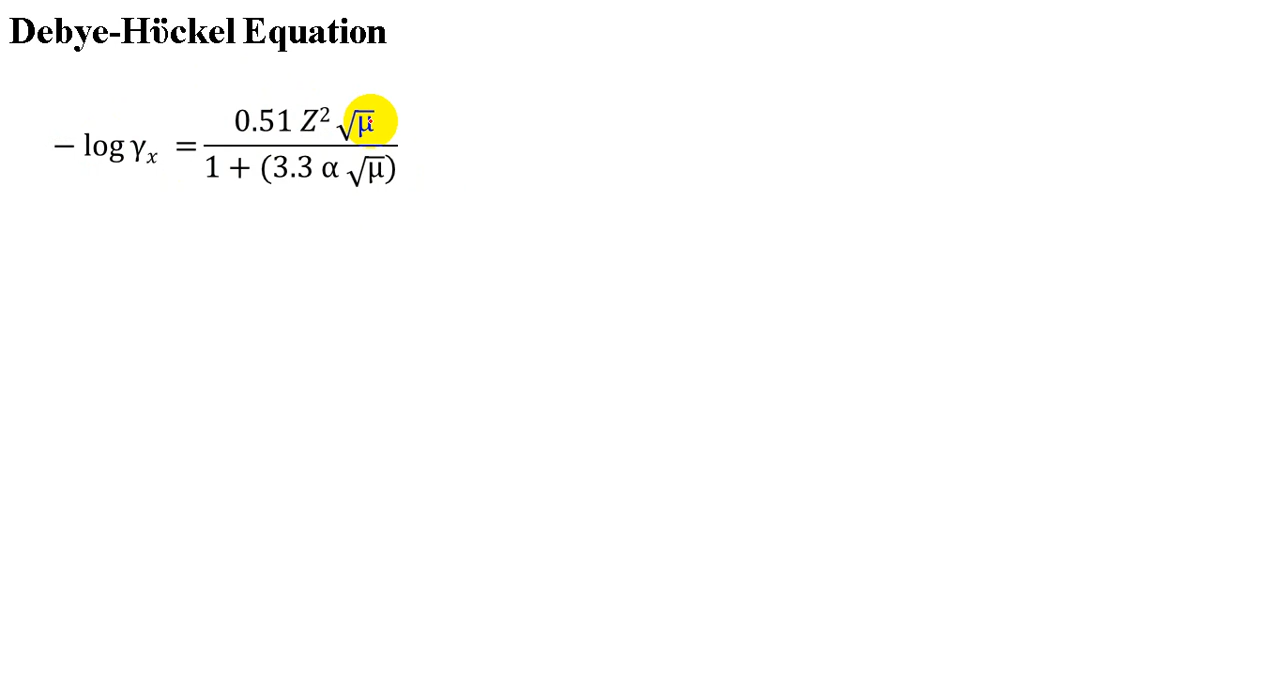 Debye-Hückel Equation
− log γₓ = 0.51 Z² √μ / 1 + (3.3 α √μ)